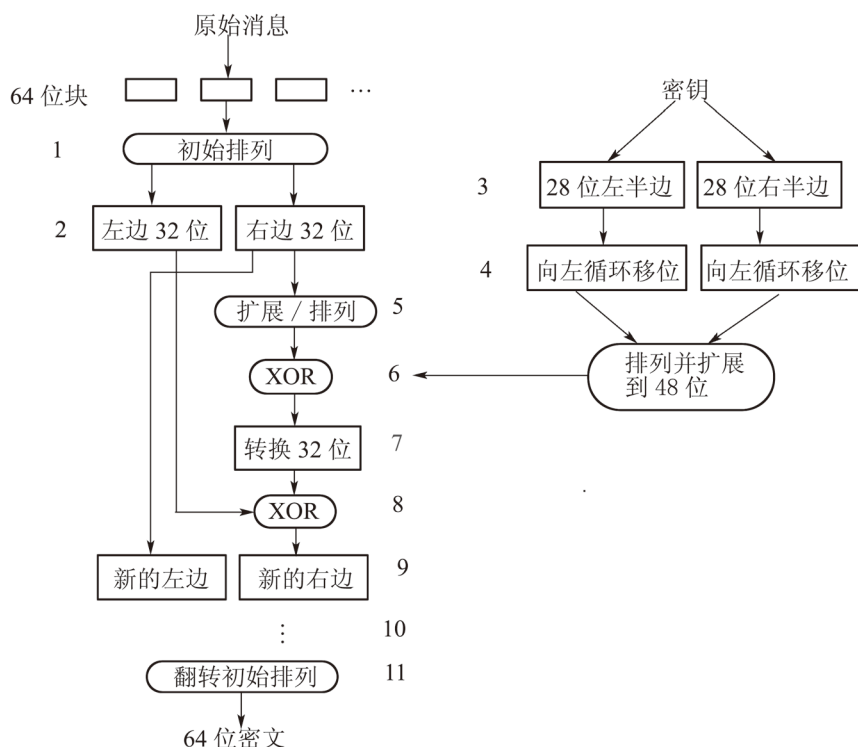 原始消息
64 位块
…
密钥
1
初始排列
3
28 位左半边
28 位右半边
2
左边 32 位
右边 32 位
4
向左循环移位
向左循环移位
扩展 / 排列
5
XOR
6
排列并扩展
到 48 位
转换 32 位
7
XOR
8
新的左边
新的右边
9
⋮
10
翻转初始排列
11
64 位密文